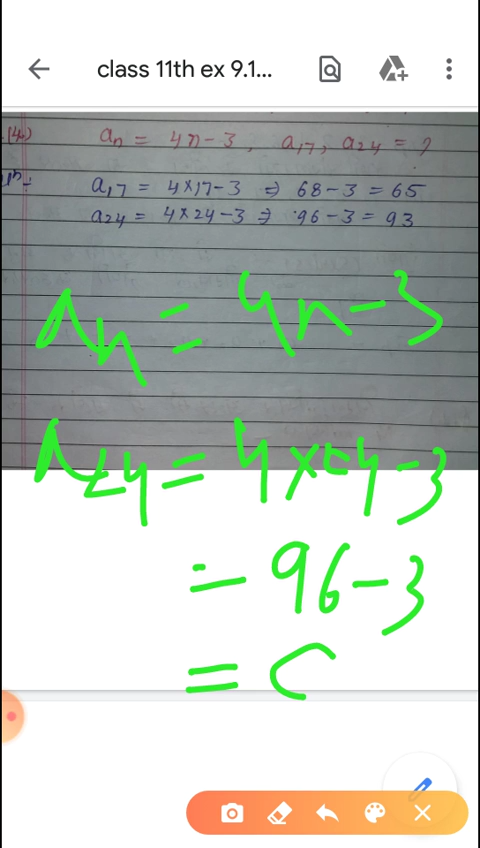 class 11th ex 9.1...
(4) aₙ = 4n-3, a₁₇, a₂₄ = ?
a₁₇ = 4×17-3 ⇒ 68-3 = 65
a₂₄ = 4×24-3 ⇒ 96-3 = 93
aₙ = 4n-3
a₂₄ = 4×24-3
= 96-3
=